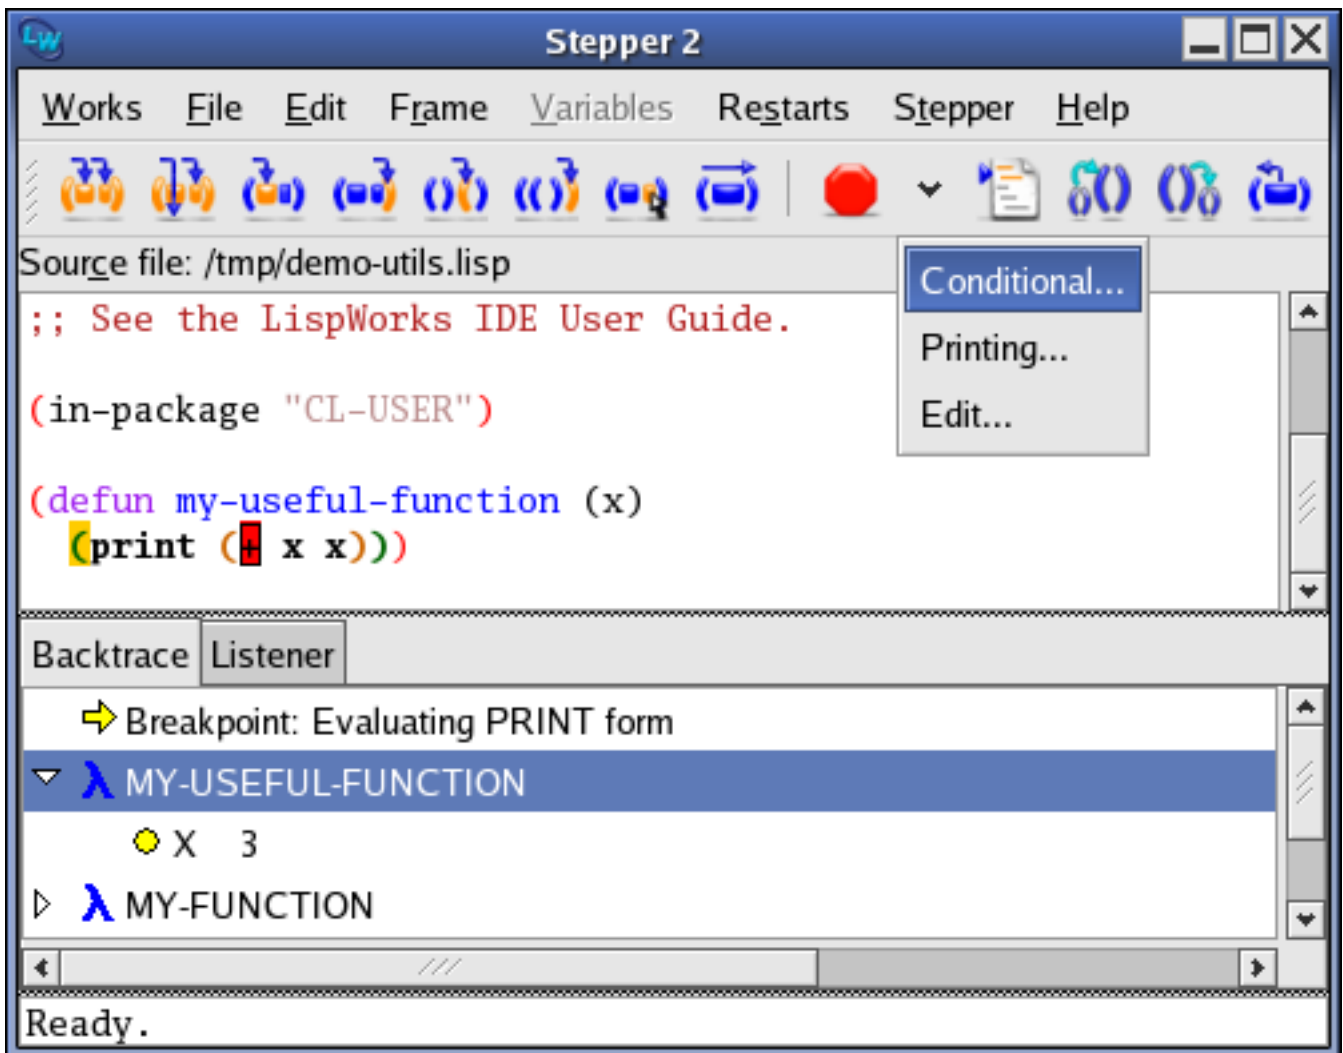 LW
Stepper 2
Works File Edit Frame Variables Restarts Stepper Help
Source file: /tmp/demo-utils.lisp
Conditional...
Printing...
Edit...
;; See the LispWorks IDE User Guide.
(in-package "CL-USER")
(defun my-useful-function (x)
(print (+ x x)))
Backtrace Listener
Breakpoint: Evaluating PRINT form
λ MY-USEFUL-FUNCTION
X 3
λ MY-FUNCTION
Ready.